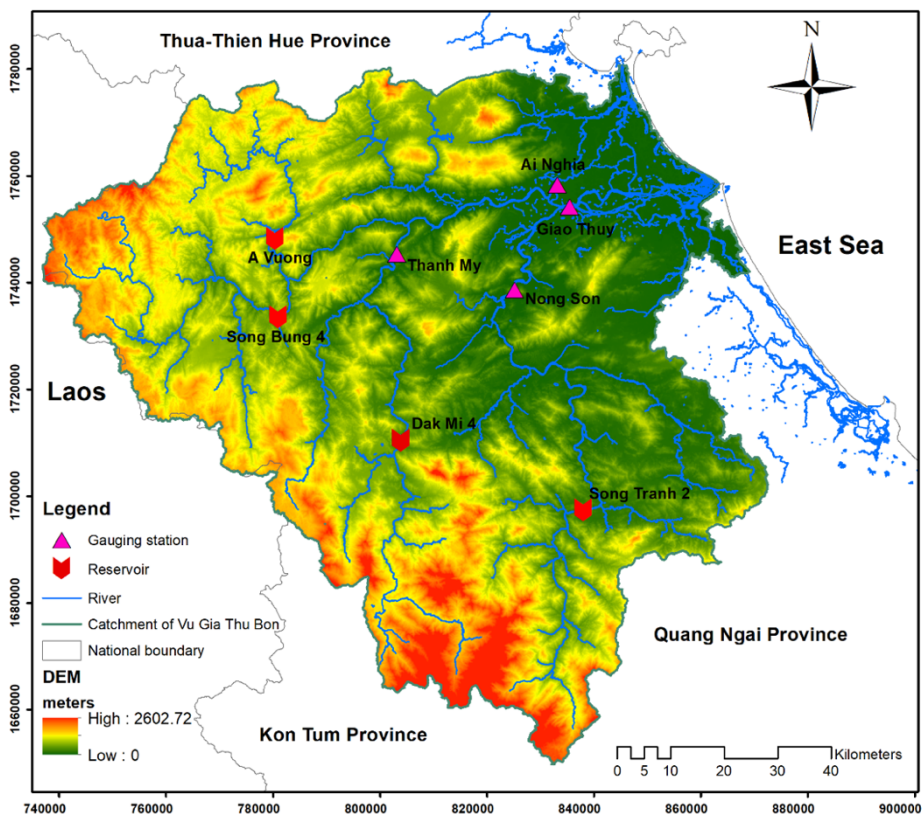 Thua-Thien Hue Province
N
Ai Nghia
Giao Thuy
East Sea
A Vuong
Thanh My
Nong Son
Song Bung 4
Laos
Dak Mi 4
Song Tranh 2
Legend
Gauging station
Reservoir
River
Catchment of Vu Gia Thu Bon
National boundary
DEM
meters
High : 2602.72
Low : 0
Quang Ngai Province
Kon Tum Province
Kilometers
0 5 10 20 30 40
1780000
1760000
1740000
1720000
1700000
1680000
1660000
740000 760000 780000 800000 820000 840000 860000 880000 900000